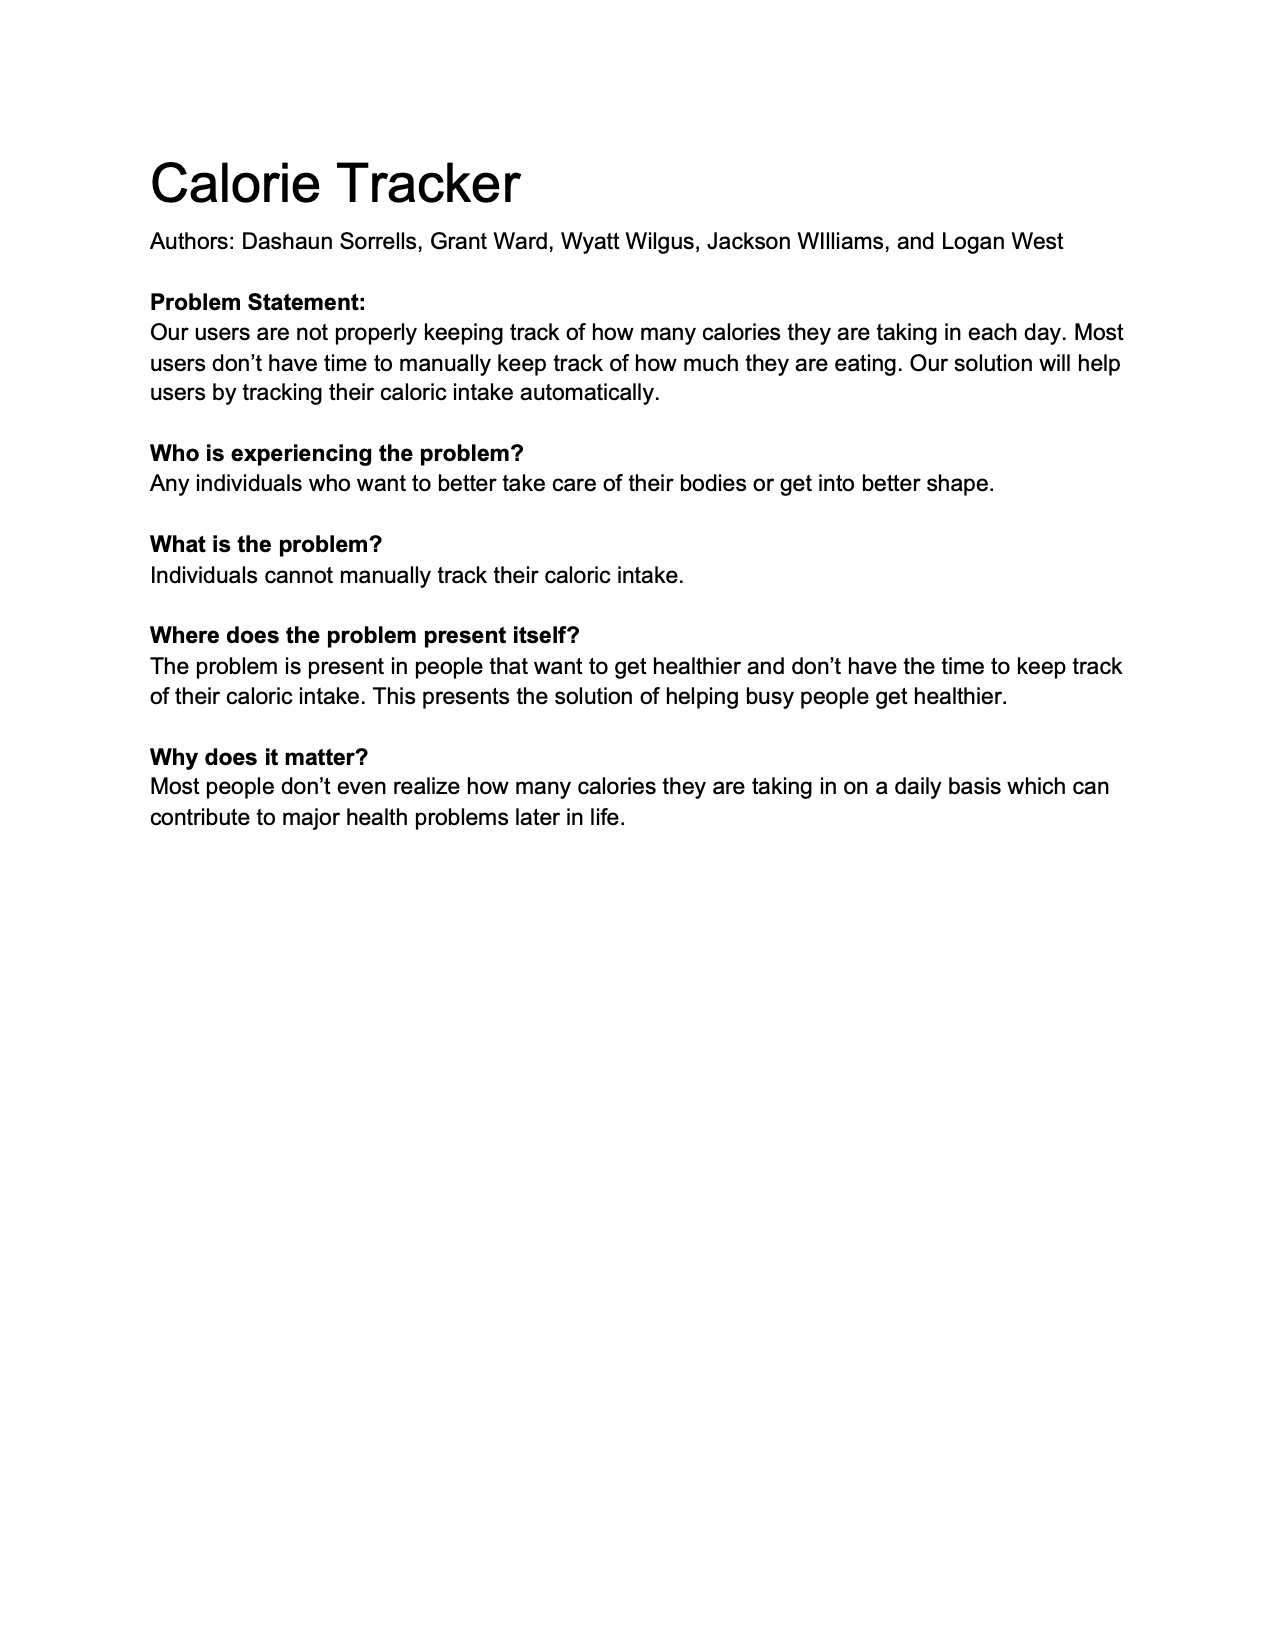 Calorie Tracker
Authors: Dashaun Sorrells, Grant Ward, Wyatt Wilgus, Jackson WIlliams, and Logan West
Problem Statement:
Our users are not properly keeping track of how many calories they are taking in each day. Most
users don’t have time to manually keep track of how much they are eating. Our solution will help
users by tracking their caloric intake automatically.
Who is experiencing the problem?
Any individuals who want to better take care of their bodies or get into better shape.
What is the problem?
Individuals cannot manually track their caloric intake.
Where does the problem present itself?
The problem is present in people that want to get healthier and don’t have the time to keep track
of their caloric intake. This presents the solution of helping busy people get healthier.
Why does it matter?
Most people don’t even realize how many calories they are taking in on a daily basis which can
contribute to major health problems later in life.